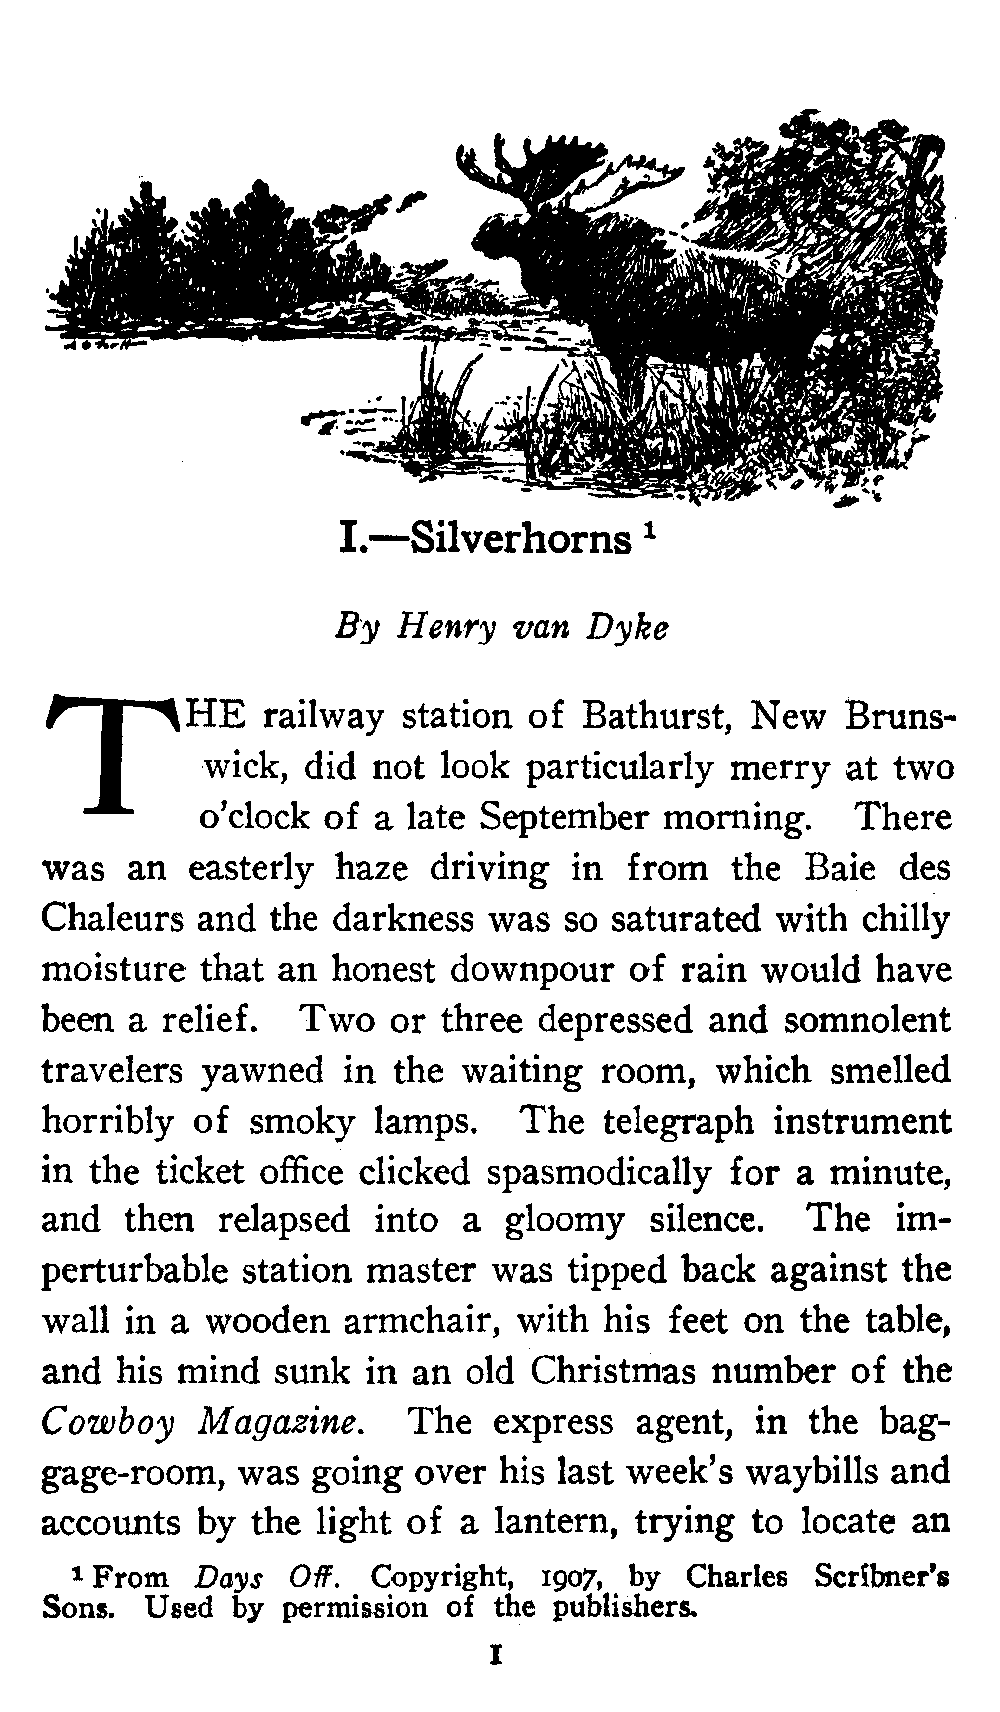 I.—Silverhorns ¹
By Henry van Dyke
THE railway station of Bathurst, New Bruns-
wick, did not look particularly merry at two
o'clock of a late September morning. There
was an easterly haze driving in from the Baie des
Chaleurs and the darkness was so saturated with chilly
moisture that an honest downpour of rain would have
been a relief. Two or three depressed and somnolent
travelers yawned in the waiting room, which smelled
horribly of smoky lamps. The telegraph instrument
in the ticket office clicked spasmodically for a minute,
and then relapsed into a gloomy silence. The im-
perturbable station master was tipped back against the
wall in a wooden armchair, with his feet on the table,
and his mind sunk in an old Christmas number of the
Cowboy Magazine. The express agent, in the bag-
gage-room, was going over his last week's waybills and
accounts by the light of a lantern, trying to locate an
¹ From Days Off. Copyright, 1907, by Charles Scribner's
Sons. Used by permission of the publishers.
1